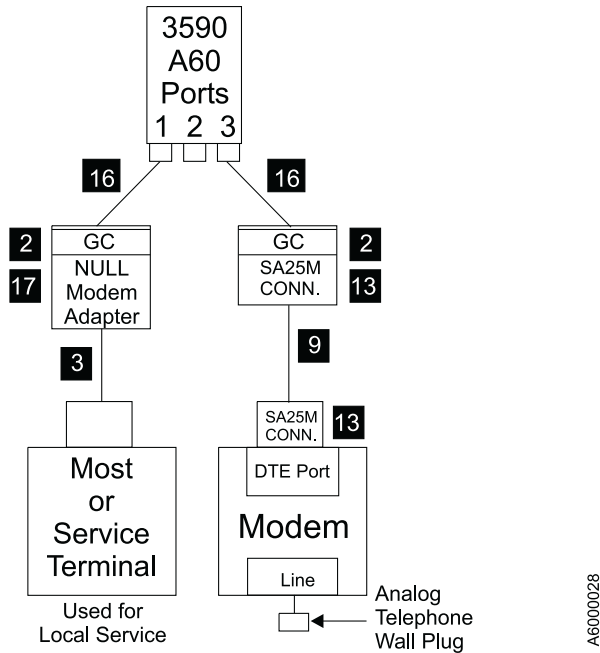 3590
A60
Ports
1 2 3
16
16
2
GC
17
NULL
Modem
Adapter
GC
2
SA25M
CONN.
13
3
9
SA25M
CONN.
13
Most
or
Service
Terminal
Used for
Local Service
DTE Port
Modem
Line
Analog
Telephone
Wall Plug
A6000028